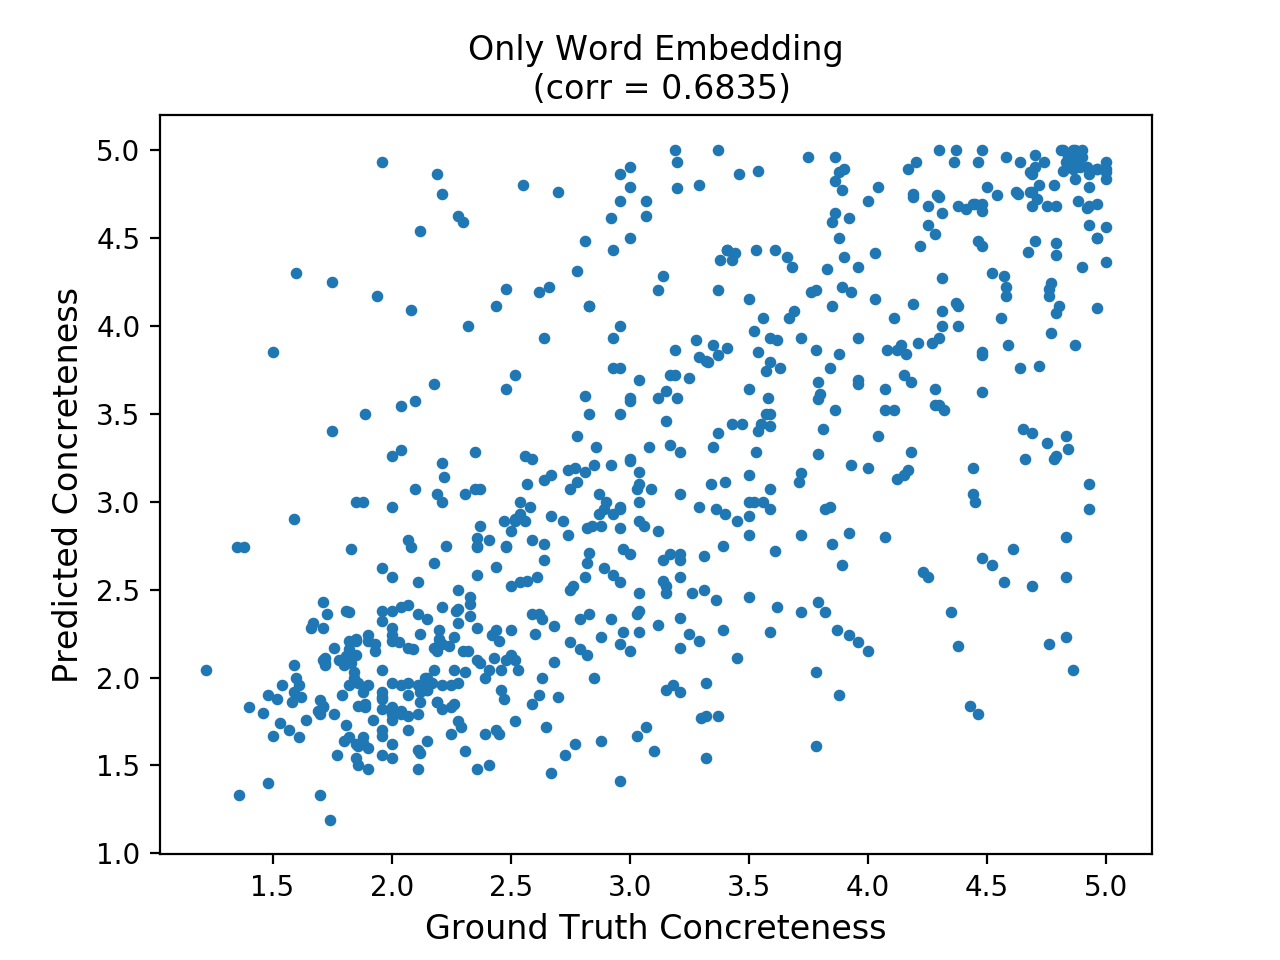 Only Word Embedding
(corr = 0.6835)
Predicted Concreteness
5.0
4.5
4.0
3.5
3.0
2.5
2.0
1.5
1.0
1.5 2.0 2.5 3.0 3.5 4.0 4.5 5.0
Ground Truth Concreteness